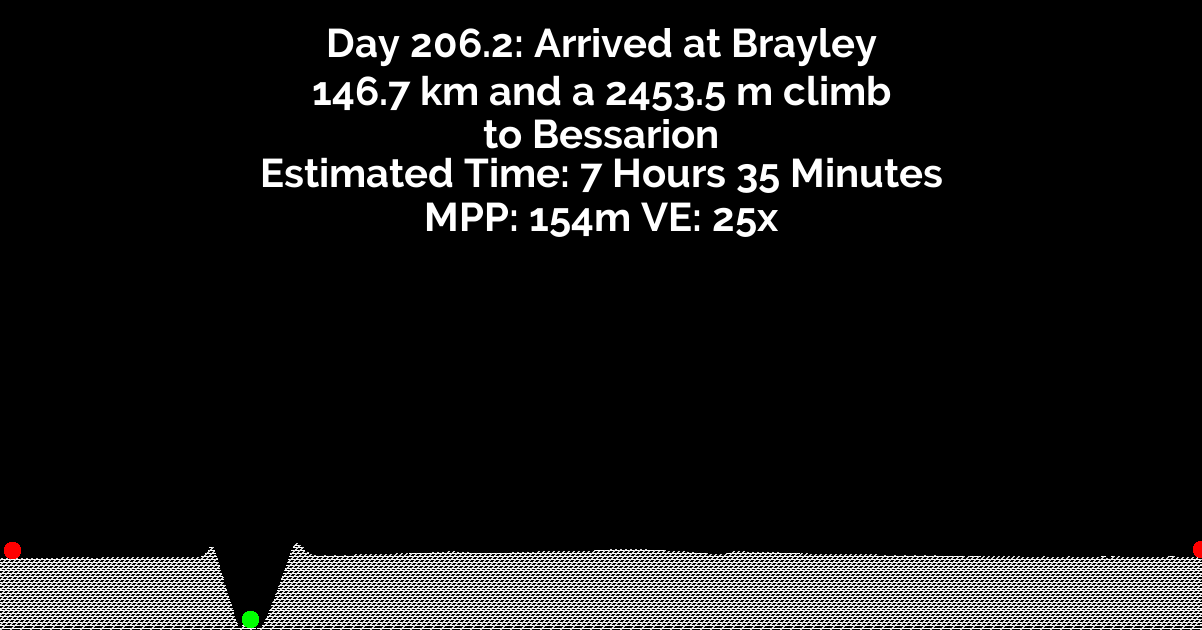 Day 206.2: Arrived at Brayley
146.7 km and a 2453.5 m climb
to Bessarion
Estimated Time: 7 Hours 35 Minutes
MPP: 154m VE: 25x